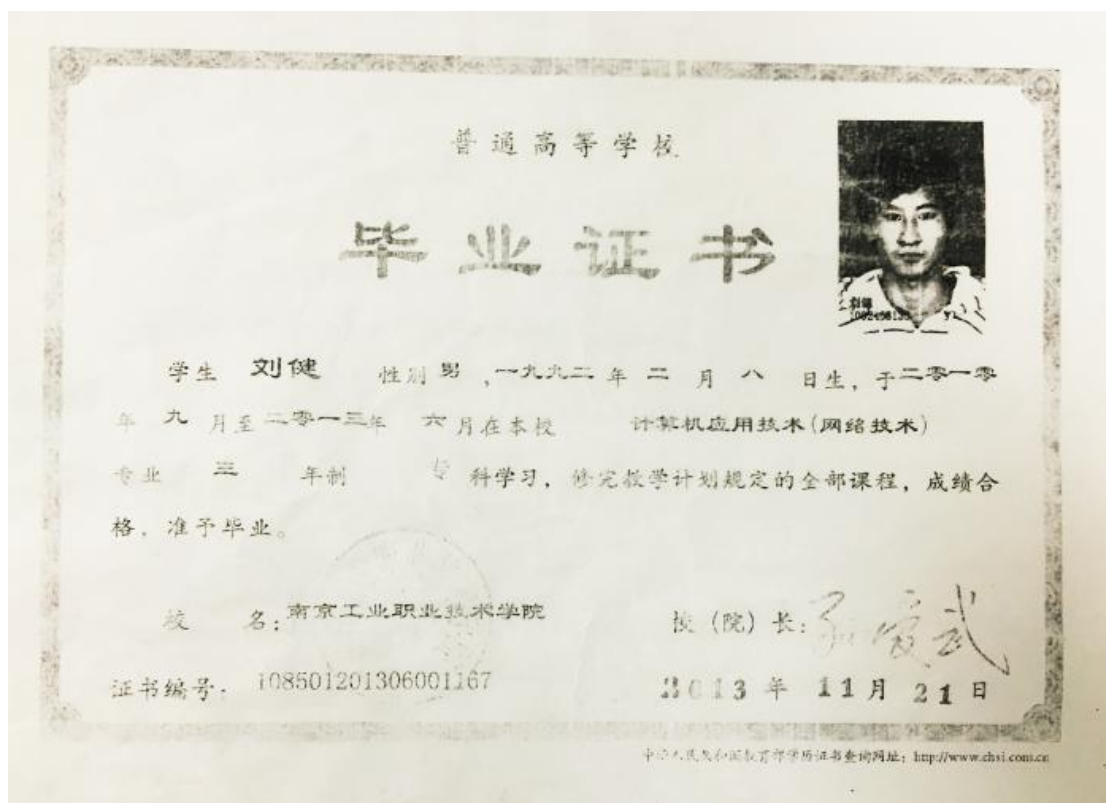 普通高等学校
毕业证书
学生 刘健 性别 男 ,一九九二 年 二 月 八 日生, 于二零一零
年 九 月至二零一三年 六 月在本校 计算机应用技术(网络技术)
专业 三 年制 专 科学习, 修完教学计划规定的全部课程, 成绩合
格, 准予毕业。
校 名: 南京工业职业技术学院
校 (院) 长:
证书编号: 108501201306001167
2013 年 11 月 21 日
中华人民共和国教育部学历证书查询网址: http://www.chsi.com.cn